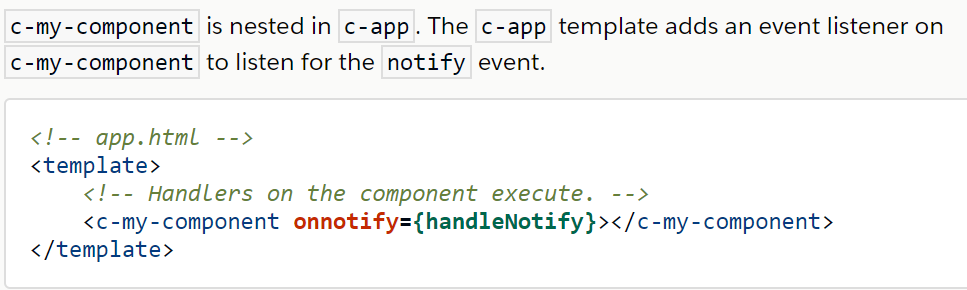 c-my-component is nested in c-app. The c-app template adds an event listener on
c-my-component to listen for the notify event.
<!-- app.html -->
<template>
    <!-- Handlers on the component execute. -->
    <c-my-component onnotify={handleNotify}></c-my-component>
</template>